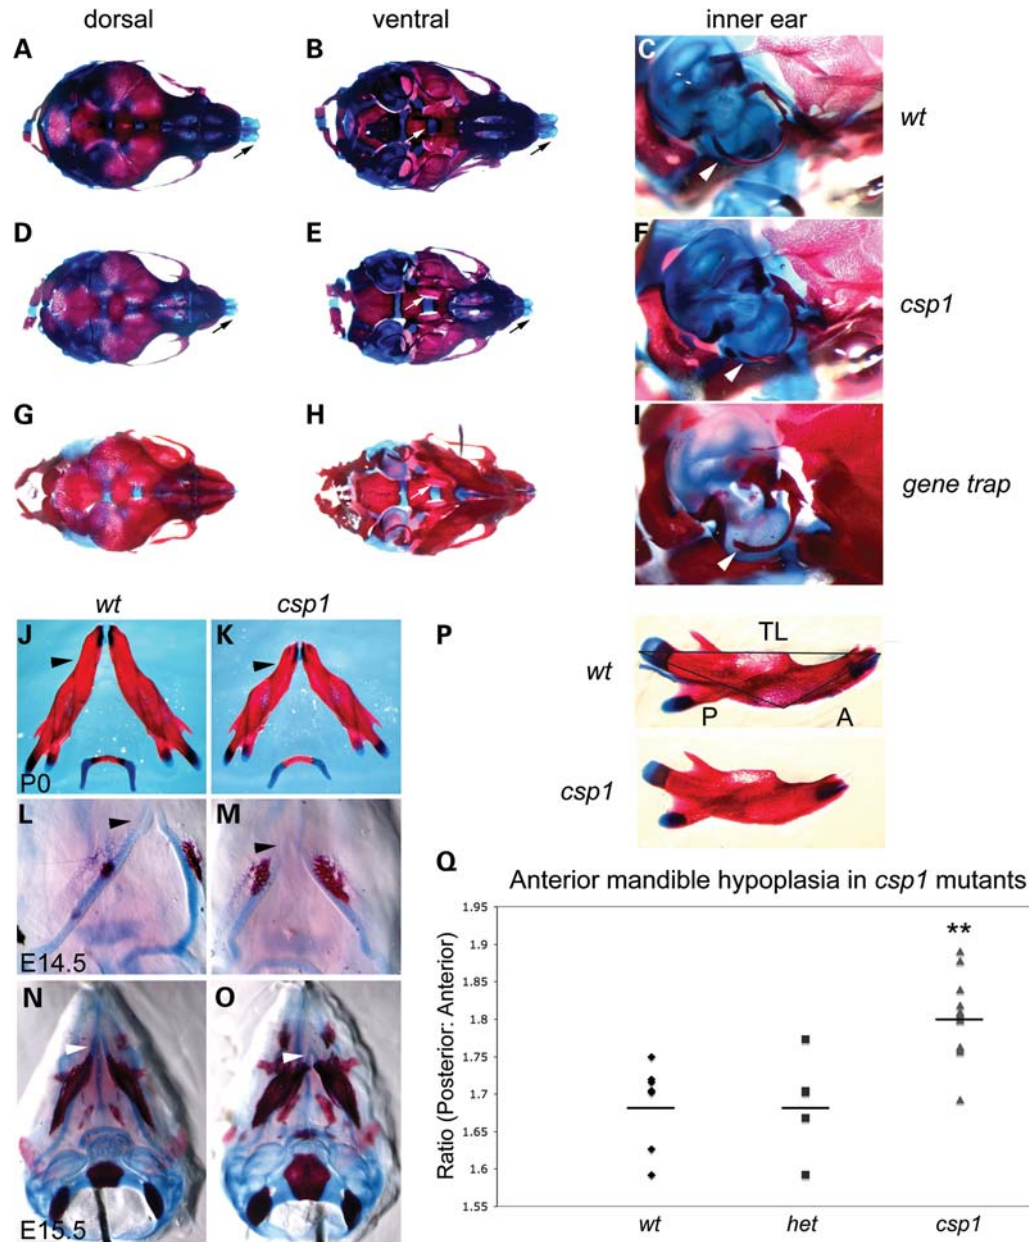 dorsal
ventral
inner ear
A
B
C
wt
D
E
F
csp1
G
H
I
gene trap
wt
csp1
J
K
P
TL
wt
P
A
P0
csp1
L
M
E14.5
Q
Anterior mandible hypoplasia in csp1 mutants
N
O
E15.5
Ratio (Posterior: Anterior)
1.95
1.9
1.85
1.8
1.75
1.7
1.65
1.6
1.55
**
wt
het
csp1